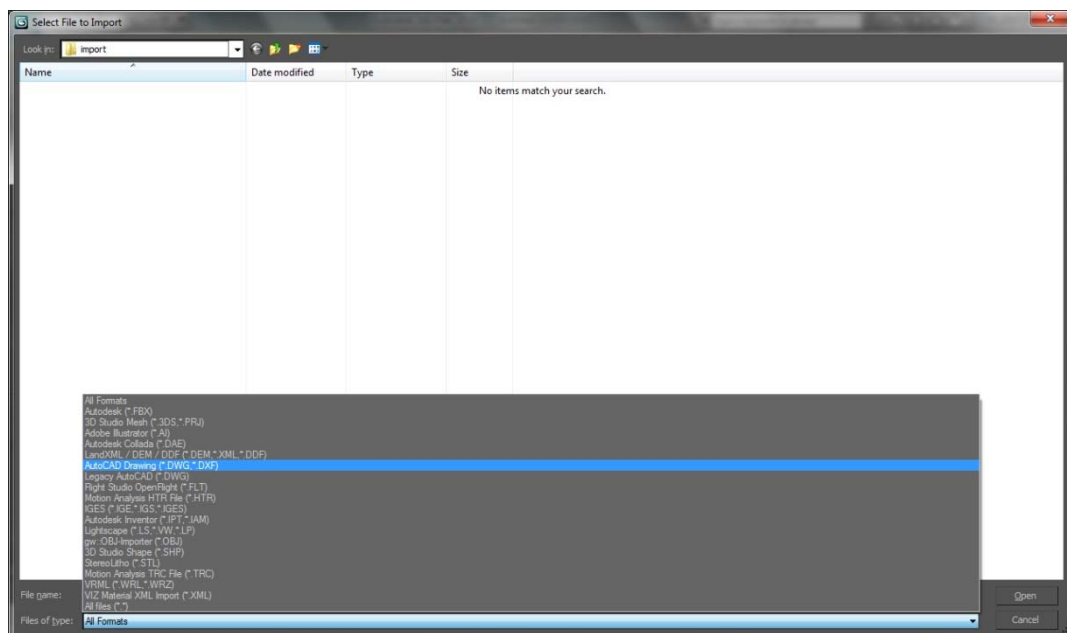 Select File to Import
Look in: import
Name Date modified Type Size
No items match your search.
All Formats
Autodesk (*.FBX)
3D Studio Mesh (*.3DS,*.PRJ)
Adobe Illustrator (*.AI)
Autodesk Collada (*.DAE)
LandXML / DEM / DDF (*.DEM,*.XML,*.DDF)
AutoCAD Drawing (*.DWG,*.DXF)
Legacy AutoCAD (*.DWG)
Flight Studio OpenFlight (*.FLT)
Motion Analysis HTR File (*.HTR)
IGES (*.IGE,*.IGS,*.IGES)
Autodesk Inventor (*.IPT,*.IAM)
Lightscape (*.LS,*.VW,*.LP)
gw::OBJ-Importer (*.OBJ)
3D Studio Shape (*.SHP)
StereoLitho (*.STL)
Motion Analysis TRC File (*.TRC)
VRML (*.WRL,*.WRZ)
VIZ Material XML Import (*.XML)
All files (*.*)
File name: Open
Files of type: All Formats Cancel